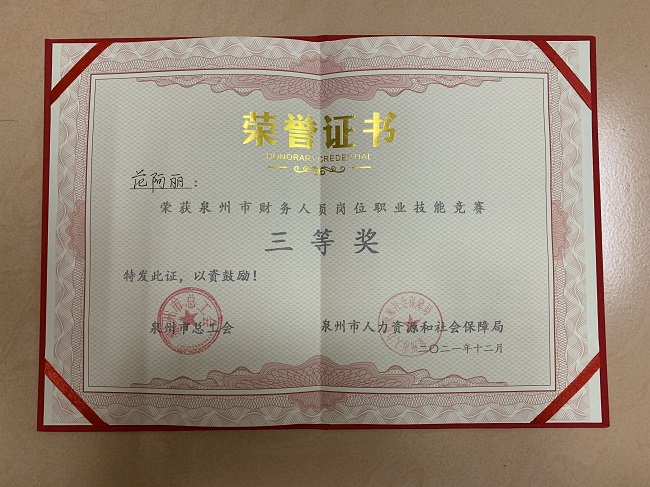 荣誉证书
HONORARY CREDENTIAL
范阿丽：
荣获泉州市财务人员岗位职业技能竞赛
三等奖
特发此证，以资鼓励！
泉州市总工会
泉州市人力资源和社会保障局
二〇二一年十二月